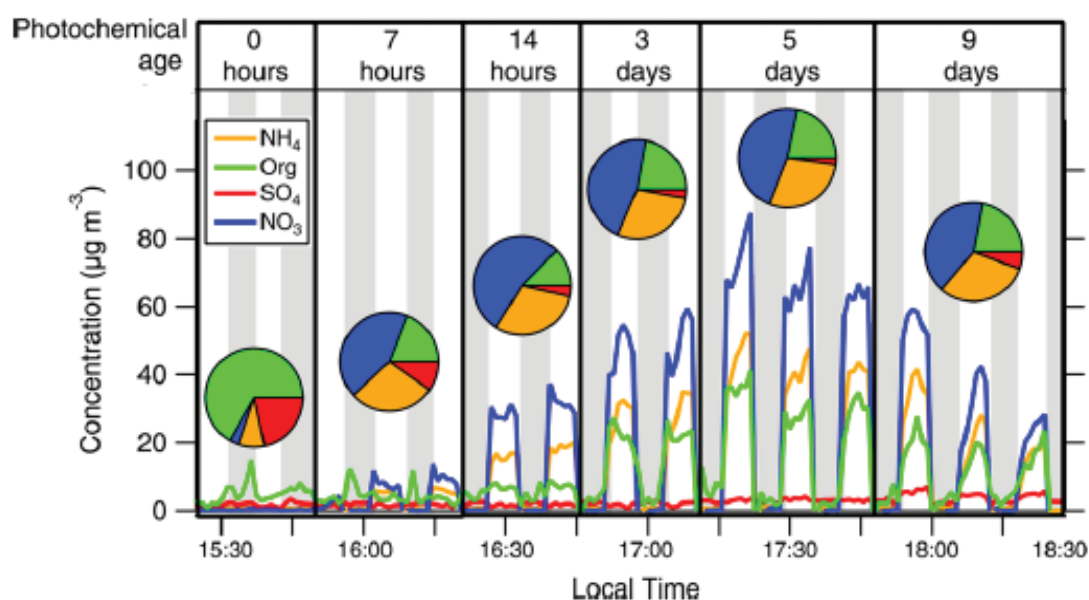 Photochemical age
0 hours
7 hours
14 hours
3 days
5 days
9 days
NH₄
Org
SO₄
NO₃
Concentration (µg m⁻³)
100
80
60
40
20
0
15:30
16:00
16:30
17:00
17:30
18:00
18:30
Local Time